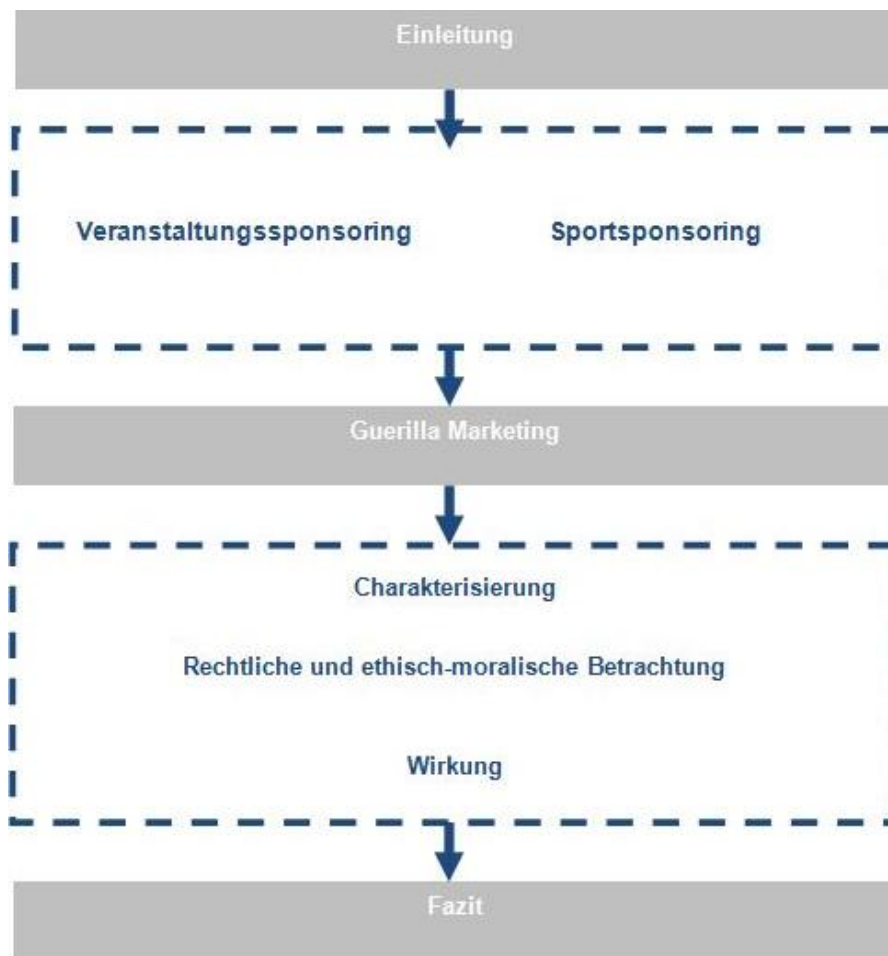 Einleitung
Veranstaltungssponsoring Sportsponsoring
Guerilla Marketing
Charakterisierung
Rechtliche und ethisch-moralische Betrachtung
Wirkung
Fazit